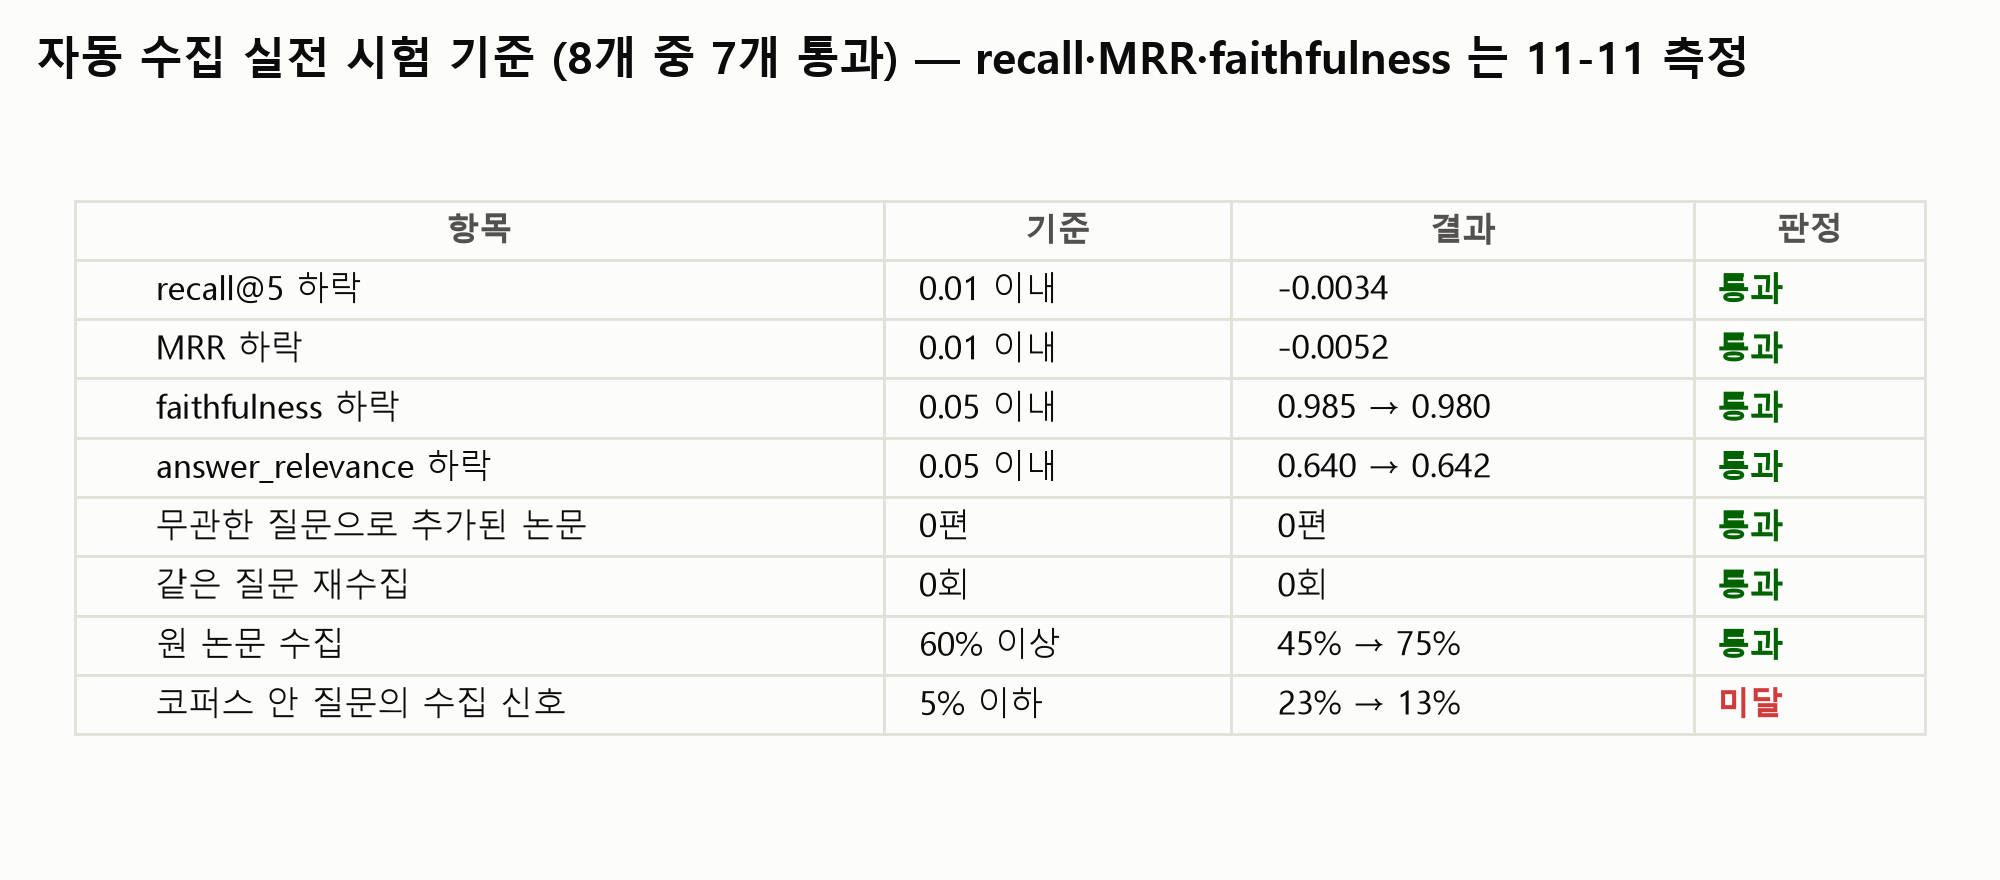 자동 수집 실전 시험 기준 (8개 중 7개 통과) — recall·MRR·faithfulness 는 11-11 측정
항목 기준 결과 판정
recall@5 하락 0.01 이내 -0.0034 통과
MRR 하락 0.01 이내 -0.0052 통과
faithfulness 하락 0.05 이내 0.985 → 0.980 통과
answer_relevance 하락 0.05 이내 0.640 → 0.642 통과
무관한 질문으로 추가된 논문 0편 0편 통과
같은 질문 재수집 0회 0회 통과
원 논문 수집 60% 이상 45% → 75% 통과
코퍼스 안 질문의 수집 신호 5% 이하 23% → 13% 미달